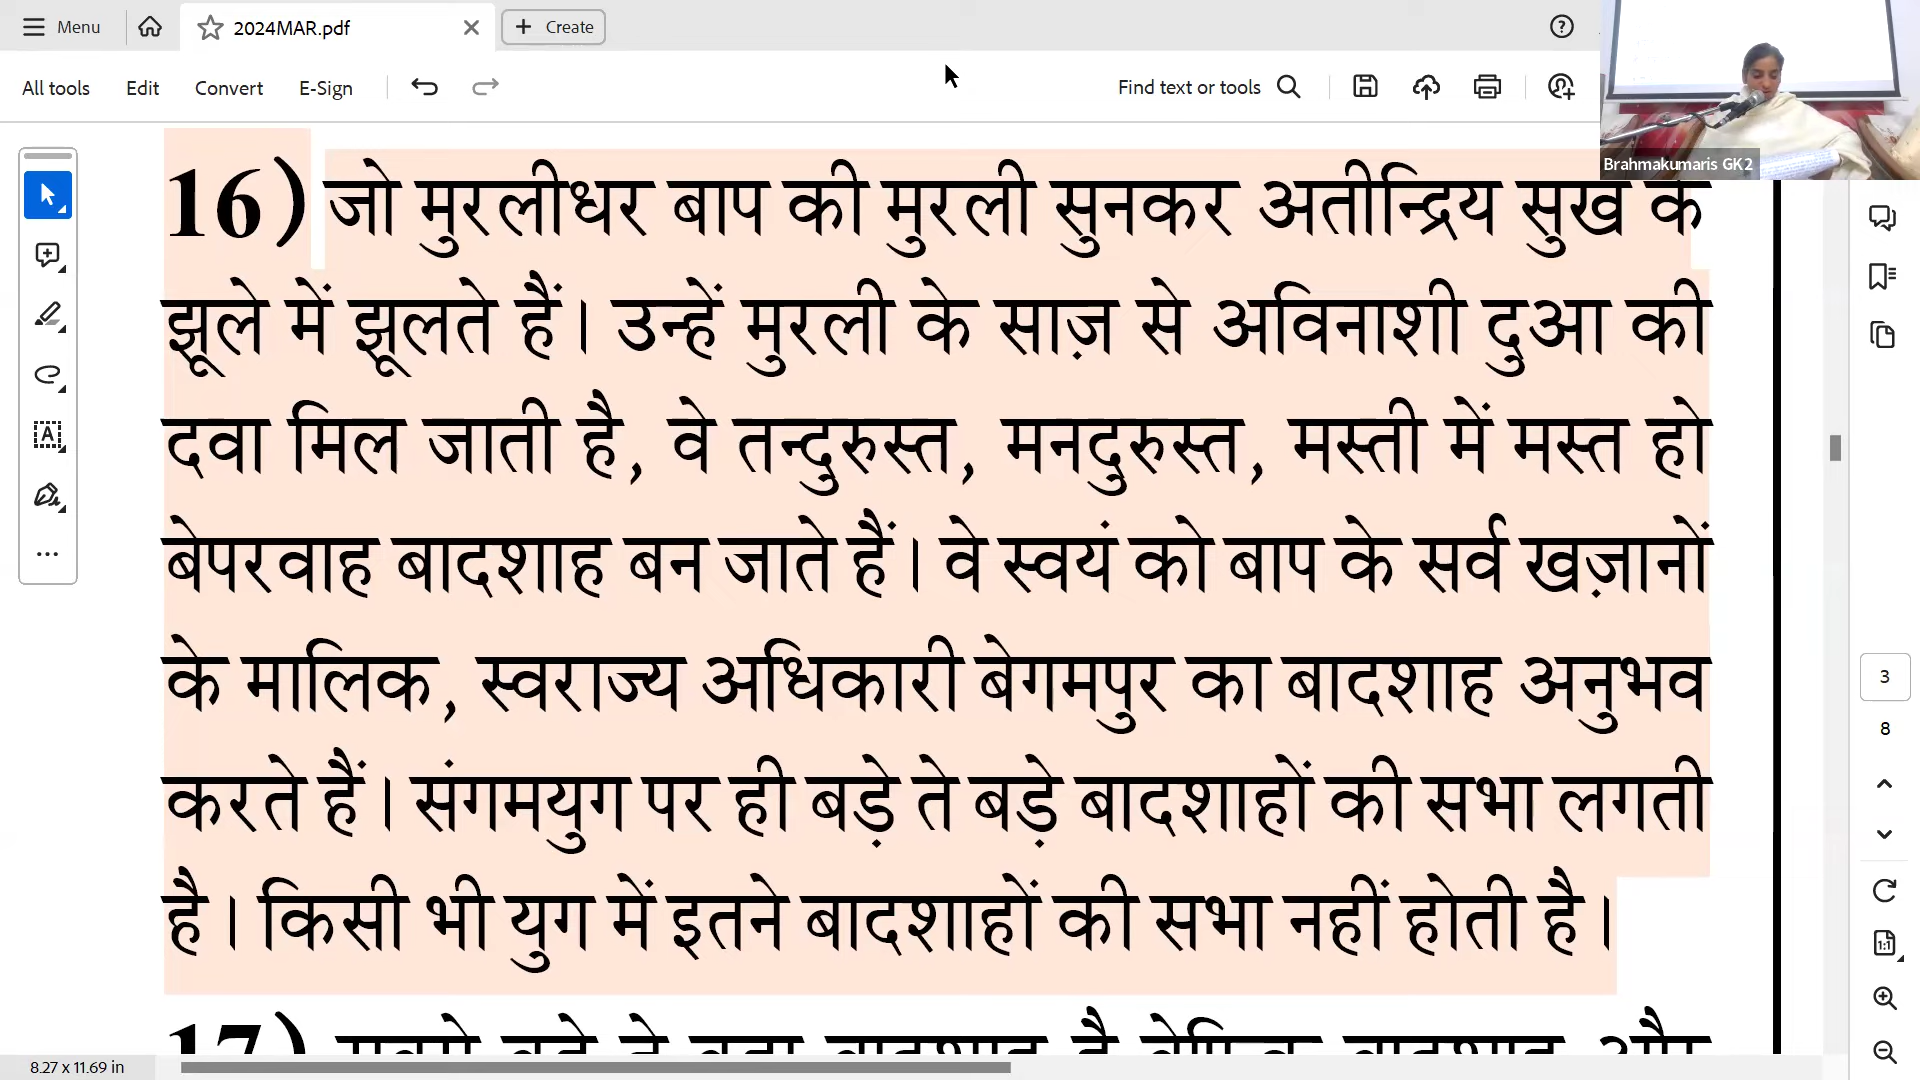 Menu
2024MAR.pdf
Create
All tools
Edit
Convert
E-Sign
Find text or tools
Brahmakumaris GK2
16) जो मुरलीधर बाप की मुरली सुनकर अतीन्द्रिय सुख के
झूले में झूलते हैं। उन्हें मुरली के साज़ से अविनाशी दुआ की
दवा मिल जाती है, वे तन्दुरुस्त, मनदुरुस्त, मस्ती में मस्त हो
बेपरवाह बादशाह बन जाते हैं। वे स्वयं को बाप के सर्व खज़ानों
के मालिक, स्वराज्य अधिकारी बेगमपुर का बादशाह अनुभव
करते हैं। संगमयुग पर ही बड़े ते बड़े बादशाहों की सभा लगती
है। किसी भी युग में इतने बादशाहों की सभा नहीं होती है।
17)
3
8
8.27 x 11.69 in